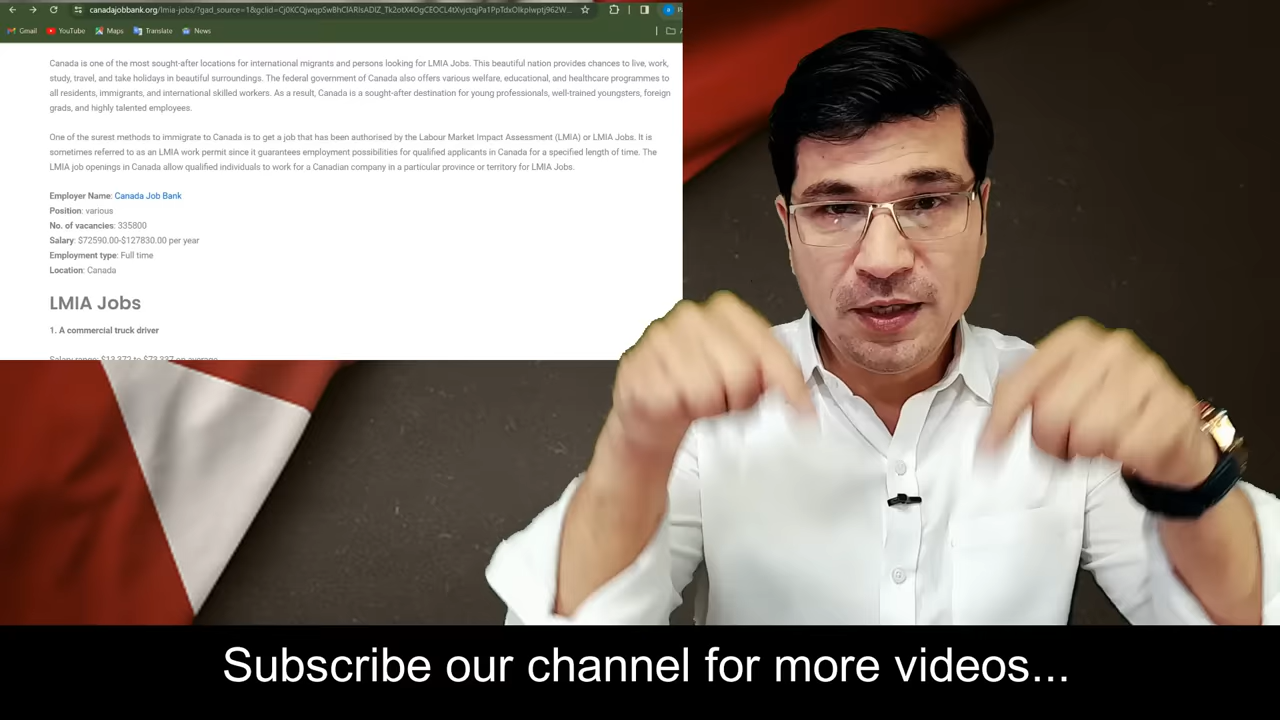 canadajobbank.org/lmia-jobs/?gad_source=1&gclid=
Gmail YouTube Maps Translate News
Canada is one of the most sought-after locations for international migrants and persons looking for LMIA Jobs. This beautiful nation provides chances to live, work,
study, travel, and take holidays in beautiful surroundings. The federal government of Canada also offers various welfare, educational, and healthcare programmes to
all residents, immigrants, and international skilled workers. As a result, Canada is a sought-after destination for young professionals, well-trained youngsters, foreign
grads, and highly talented employees.
One of the surest methods to immigrate to Canada is to get a job that has been authorised by the Labour Market Impact Assessment (LMIA) or LMIA Jobs. It is
sometimes referred to as an LMIA work permit since it guarantees employment possibilities for qualified applicants in Canada for a specified length of time. The
LMIA job openings in Canada allow qualified individuals to work for a Canadian company in a particular province or territory for LMIA Jobs.
Employer Name: Canada Job Bank
Position: various
No. of vacancies: 335800
Salary: $72590.00-$127830.00 per year
Employment type: Full time
Location: Canada
LMIA Jobs
1. A commercial truck driver
Salary range: $13,372 to $73,337 on average
Subscribe our channel for more videos...